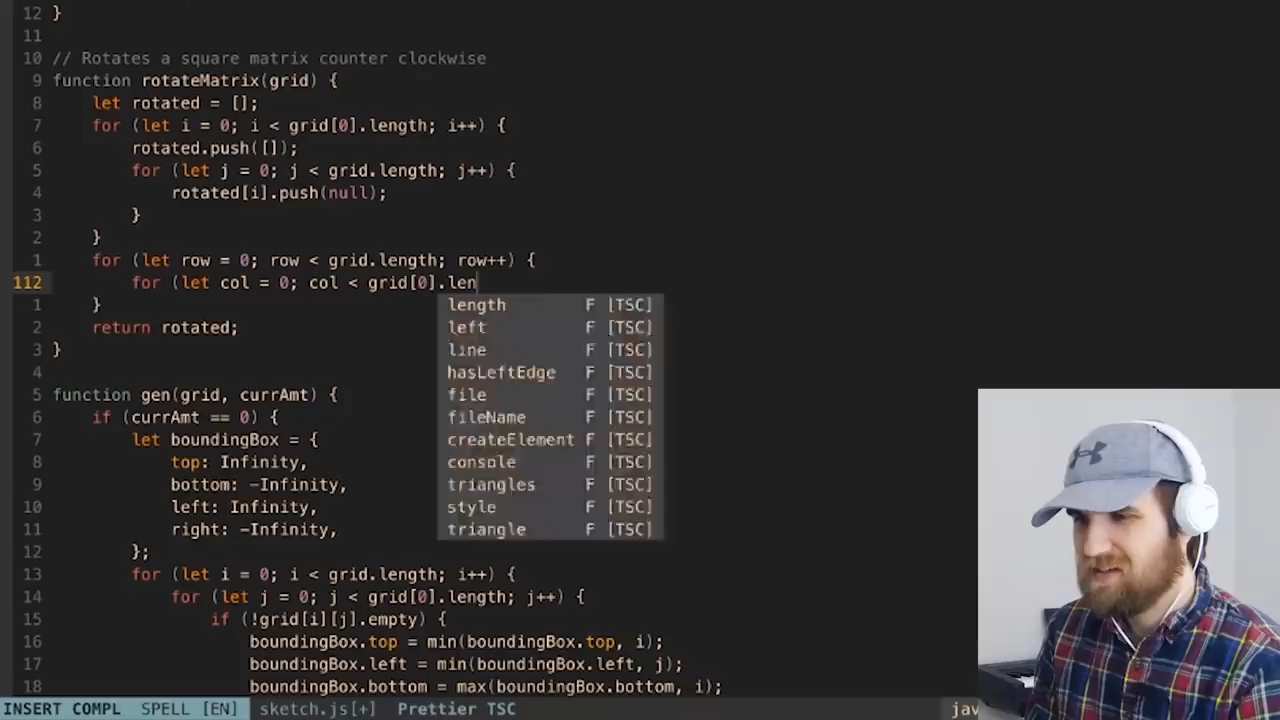 12 }
11
10 // Rotates a square matrix counter clockwise
9 function rotateMatrix(grid) {
8 let rotated = [];
7 for (let i = 0; i < grid[0].length; i++) {
6 rotated.push([]);
5 for (let j = 0; j < grid.length; j++) {
4 rotated[i].push(null);
3 }
2 }
1 for (let row = 0; row < grid.length; row++) {
112 for (let col = 0; col < grid[0].len
length F [TSC]
1 }
left F [TSC]
2 return rotated;
line F [TSC]
3 }
hasLeftEdge F [TSC]
4
file F [TSC]
5 function gen(grid, currAmt) {
fileName F [TSC]
6 if (currAmt == 0) {
createElement F [TSC]
7 let boundingBox = {
console F [TSC]
8 top: Infinity,
triangles F [TSC]
9 bottom: -Infinity,
style F [TSC]
10 left: Infinity,
triangle F [TSC]
11 right: -Infinity,
12 };
13 for (let i = 0; i < grid.length; i++) {
14 for (let j = 0; j < grid[0].length; j++) {
15 if (!grid[i][j].empty) {
16 boundingBox.top = min(boundingBox.top, i);
17 boundingBox.left = min(boundingBox.left, j);
18 boundingBox.bottom = max(boundingBox.bottom, i);
INSERT COMPL SPELL [EN] sketch.js[+] Prettier TSC jav